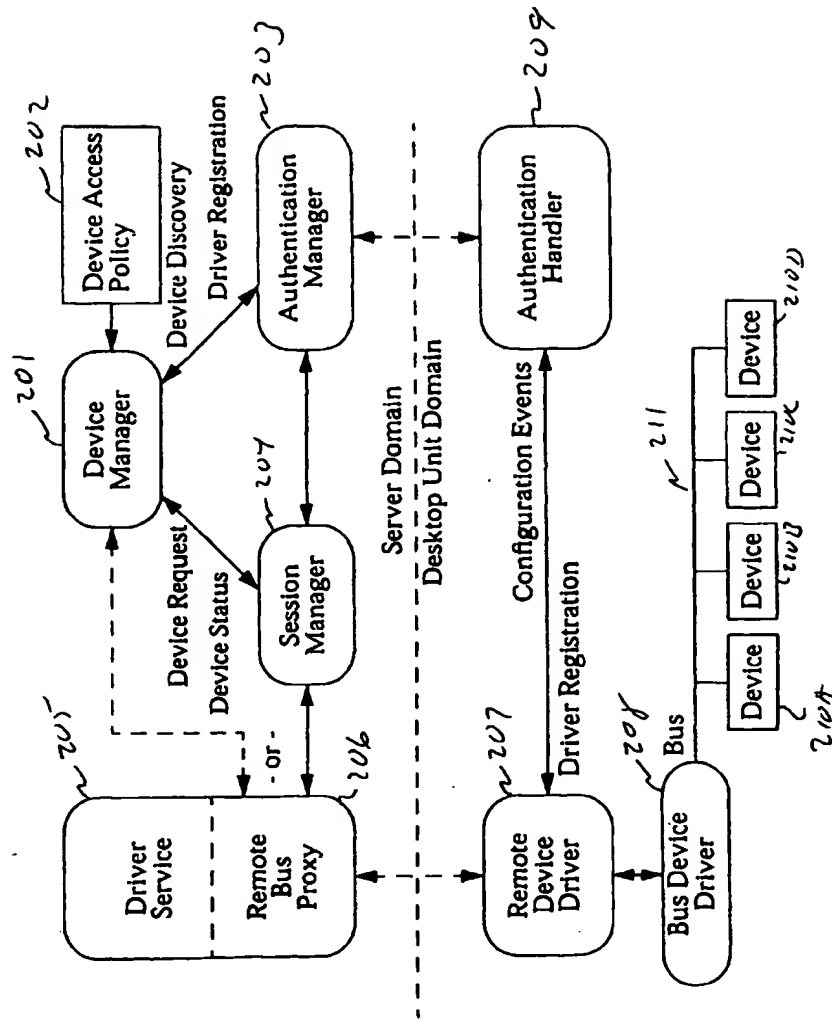 205
Driver
Service
Remote
Bus
Proxy
206
- or -
Device Request
Device Status
201
Device
Manager
202
Device Access
Policy
Device Discovery
Driver Registration
204
Session
Manager
203
Authentication
Manager
Server Domain
Desktop Unit Domain
207
Remote
Device
Driver
Driver Registration
Configuration Events
209
Authentication
Handler
208
Bus Device
Driver
Bus
211
Device
210A
Device
210B
Device
210C
Device
210D